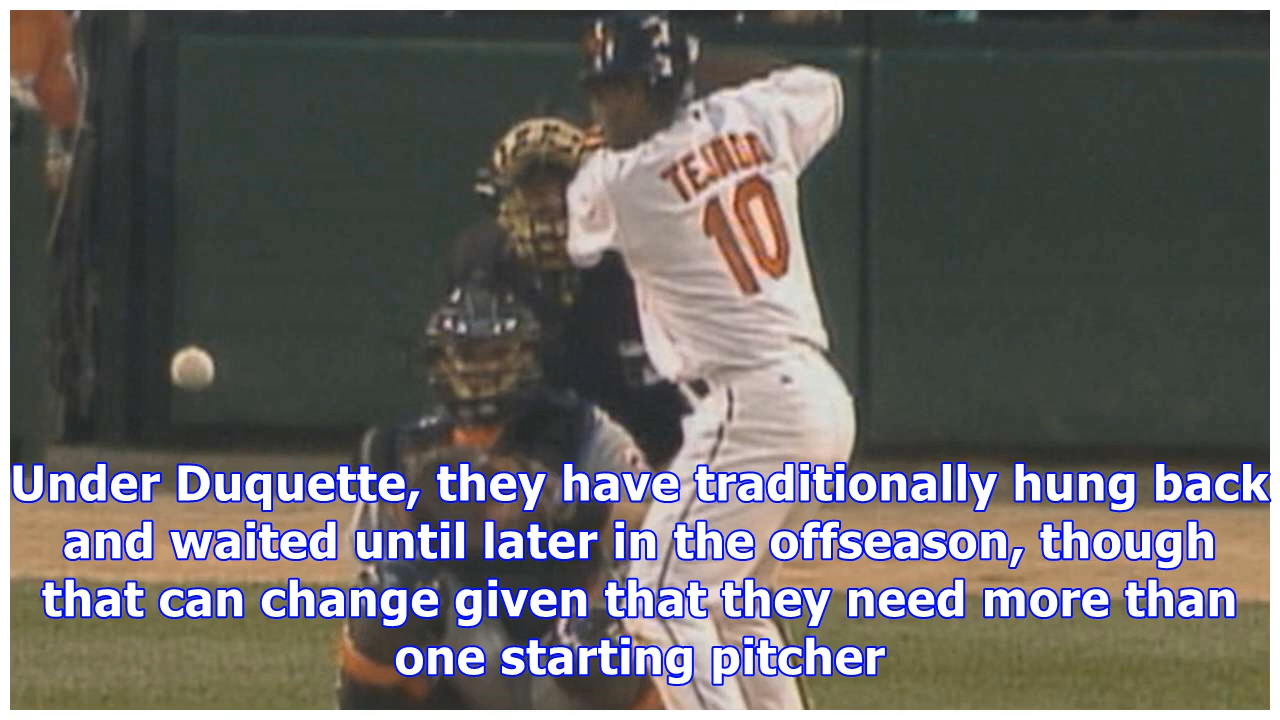 TEJADA
10
Under Duquette, they have traditionally hung back
and waited until later in the offseason, though
that can change given that they need more than
one starting pitcher